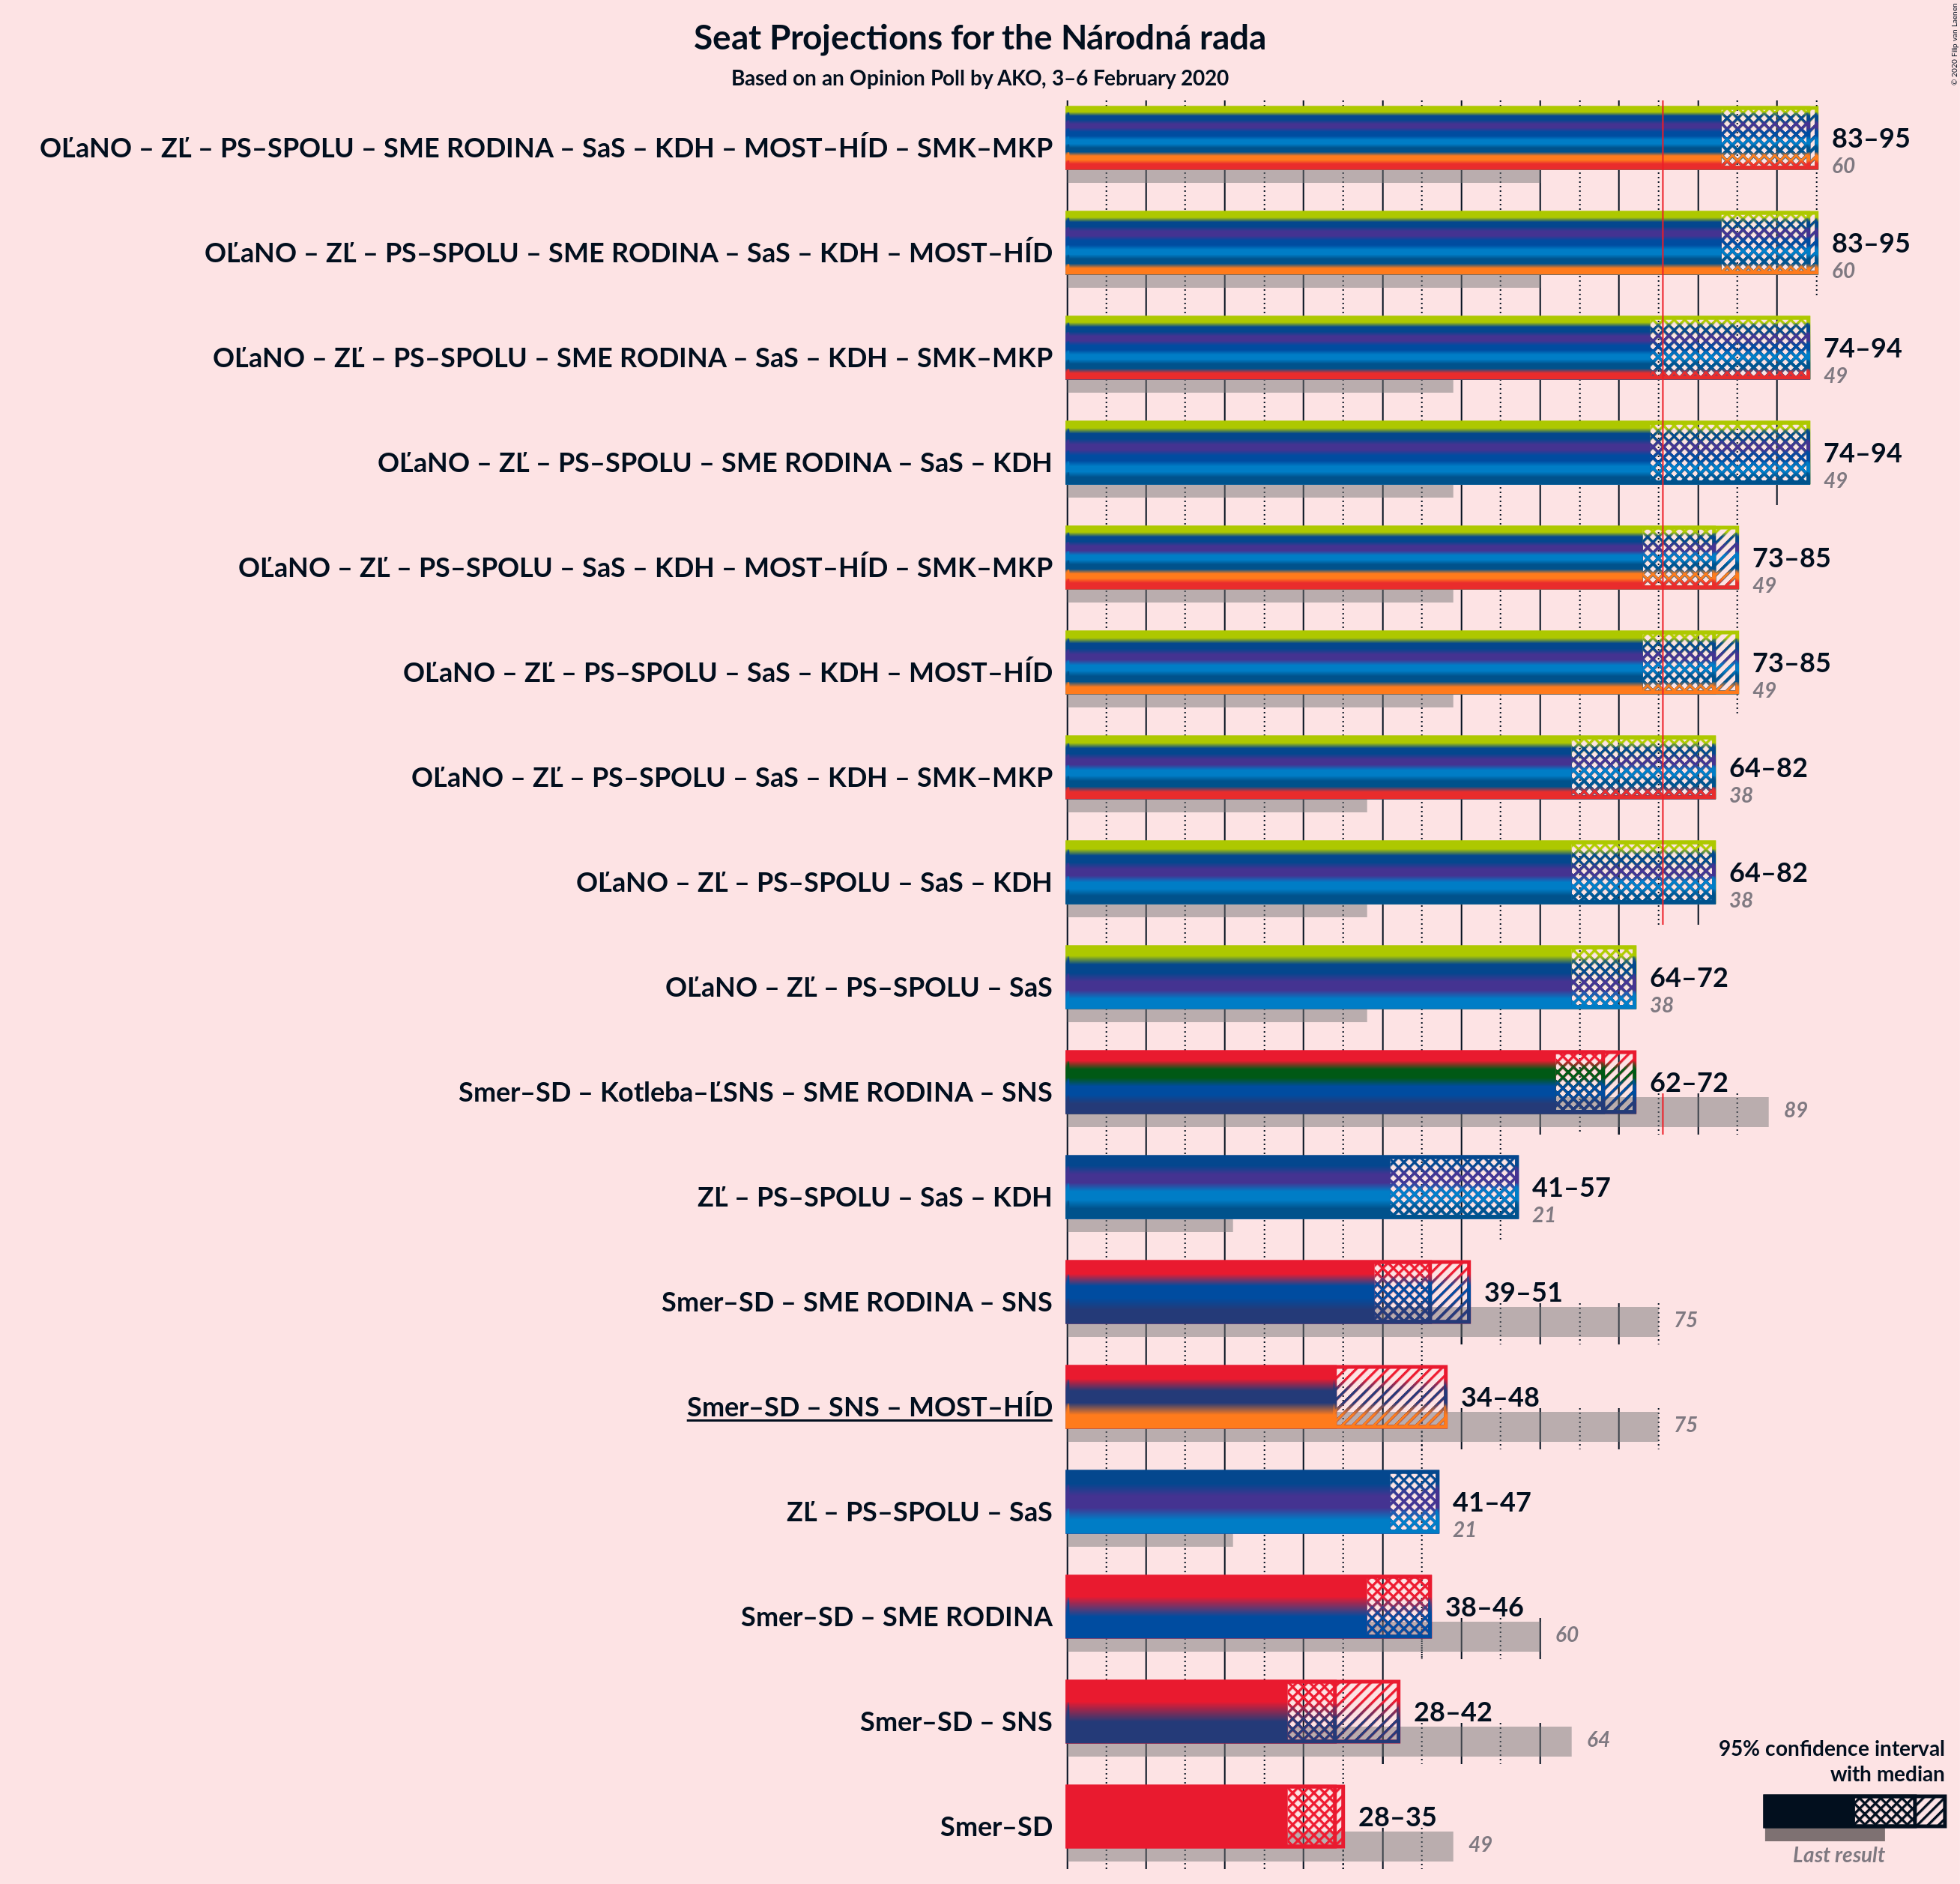 Seat Projections for the Národná rada
Based on an Opinion Poll by AKO, 3–6 February 2020
© 2020 Filip van Laenen
OĽaNO – ZĽ – PS–SPOLU – SME RODINA – SaS – KDH – MOST–HÍD – SMK–MKP
83–95
60
OĽaNO – ZĽ – PS–SPOLU – SME RODINA – SaS – KDH – MOST–HÍD
83–95
60
OĽaNO – ZĽ – PS–SPOLU – SME RODINA – SaS – KDH – SMK–MKP
74–94
49
OĽaNO – ZĽ – PS–SPOLU – SME RODINA – SaS – KDH
74–94
49
OĽaNO – ZĽ – PS–SPOLU – SaS – KDH – MOST–HÍD – SMK–MKP
73–85
49
OĽaNO – ZĽ – PS–SPOLU – SaS – KDH – MOST–HÍD
73–85
49
OĽaNO – ZĽ – PS–SPOLU – SaS – KDH – SMK–MKP
64–82
38
OĽaNO – ZĽ – PS–SPOLU – SaS – KDH
64–82
38
OĽaNO – ZĽ – PS–SPOLU – SaS
64–72
38
Smer–SD – Kotleba–ĽSNS – SME RODINA – SNS
62–72
89
ZĽ – PS–SPOLU – SaS – KDH
41–57
21
Smer–SD – SME RODINA – SNS
39–51
75
Smer–SD – SNS – MOST–HÍD
34–48
75
ZĽ – PS–SPOLU – SaS
41–47
21
Smer–SD – SME RODINA
38–46
60
Smer–SD – SNS
28–42
64
Smer–SD
28–35
49
95% confidence interval
with median
Last result